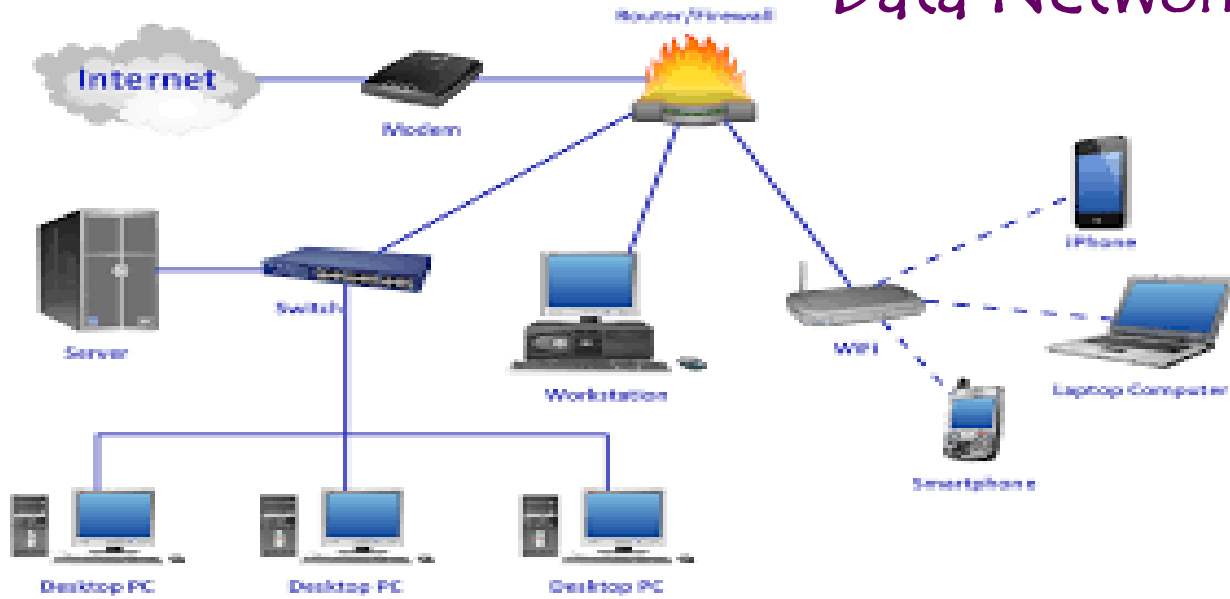 Data Networ
Router/Firewall
Internet
Modem
iPhone
Switch
Server
WiFi
Workstation
Laptop Computer
Smartphone
Desktop PC
Desktop PC
Desktop PC